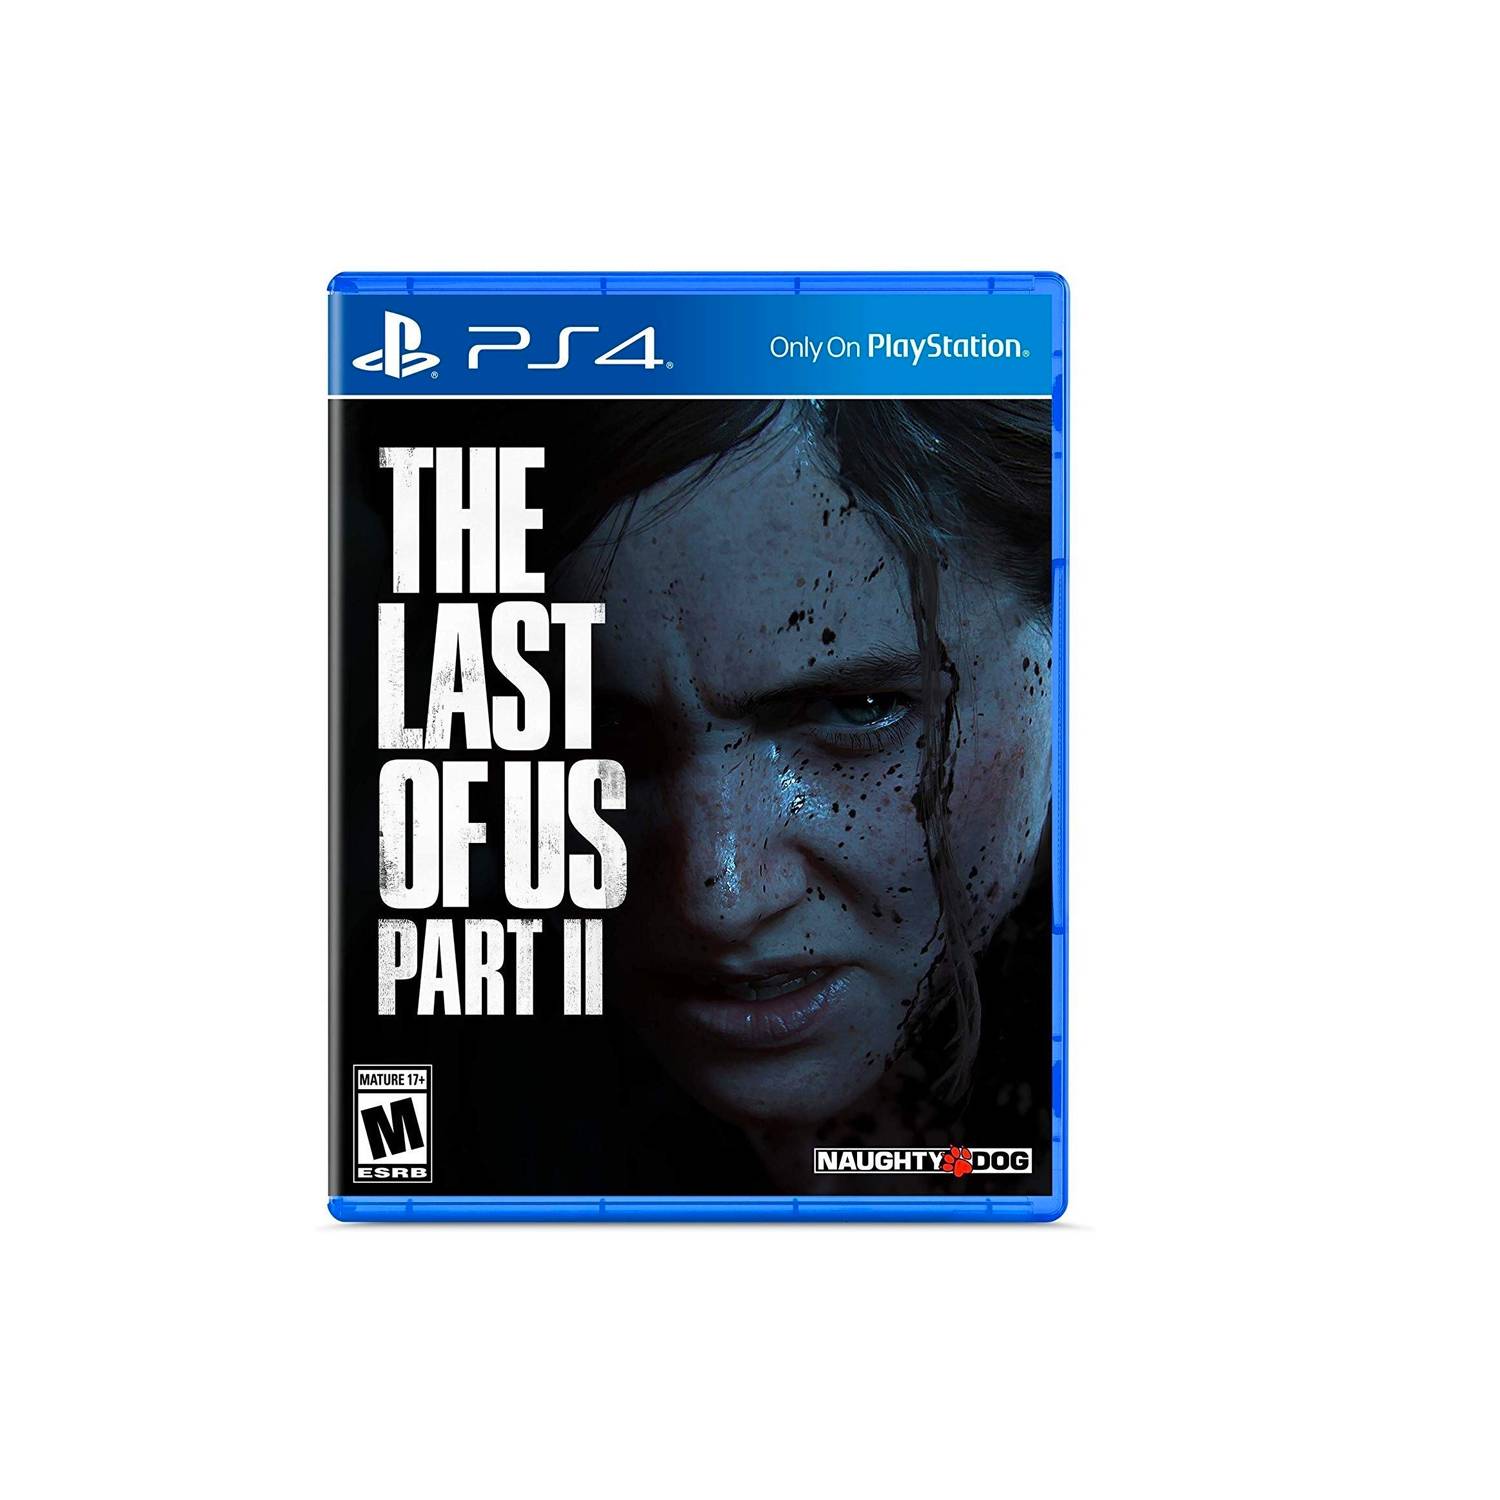 PS4® Only On PlayStation®
THE
LAST
OF US
PART II
MATURE 17+
M
ESRB
NAUGHTY DOG